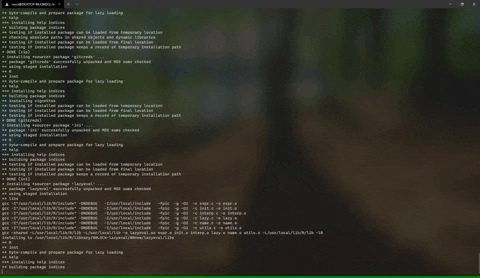 ** byte-compile and prepare package for lazy loading
** help
*** installing help indices
** building package indices
** testing if installed package can be loaded from temporary location
** checking absolute paths in shared objects and dynamic libraries
** testing if installed package can be loaded from final location
** testing if installed package keeps a record of temporary installation path
* DONE
* installing *source* package 'gitcreds' ...
** package 'gitcreds' successfully unpacked and MD5 sums checked
** using staged installation
** R
** inst
** byte-compile and prepare package for lazy loading
** help
*** installing help indices
** building package indices
** installing vignettes
** testing if installed package can be loaded from temporary location
** testing if installed package can be loaded from final location
** testing if installed package keeps a record of temporary installation path
* DONE (gitcreds)
* installing *source* package 'ini' ...
** package 'ini' successfully unpacked and MD5 sums checked
** using staged installation
** R
** byte-compile and prepare package for lazy loading
** help
*** installing help indices
** building package indices
** testing if installed package can be loaded from temporary location
** testing if installed package can be loaded from final location
** testing if installed package keeps a record of temporary installation path
* DONE (ini)
* installing *source* package 'lazyeval' ...
** package 'lazyeval' successfully unpacked and MD5 sums checked
** using staged installation
** libs
gcc -I"/usr/local/lib/R/include" -DNDEBUG -I/usr/local/include -fpic -g -O2 -c expr.c -o expr.o
gcc -I"/usr/local/lib/R/include" -DNDEBUG -I/usr/local/include -fpic -g -O2 -c init.c -o init.o
gcc -I"/usr/local/lib/R/include" -DNDEBUG -I/usr/local/include -fpic -g -O2 -c interp.c -o interp.o
gcc -I"/usr/local/lib/R/include" -DNDEBUG -I/usr/local/include -fpic -g -O2 -c lazy.c -o lazy.o
gcc -I"/usr/local/lib/R/include" -DNDEBUG -I/usr/local/include -fpic -g -O2 -c name.c -o name.o
gcc -I"/usr/local/lib/R/include" -DNDEBUG -I/usr/local/include -fpic -g -O2 -c utils.c -o utils.o
gcc -shared -L/usr/local/lib/R/lib -L/usr/local/lib -o lazyeval.so expr.o init.o interp.o lazy.o name.o utils.o -L/usr/local/lib/R/lib -lR
installing to /usr/local/lib/R/library/00LOCK-lazyeval/00new/lazyeval/libs
** R
** inst
** byte-compile and prepare package for lazy loading
** help
*** installing help indices
** building package indices